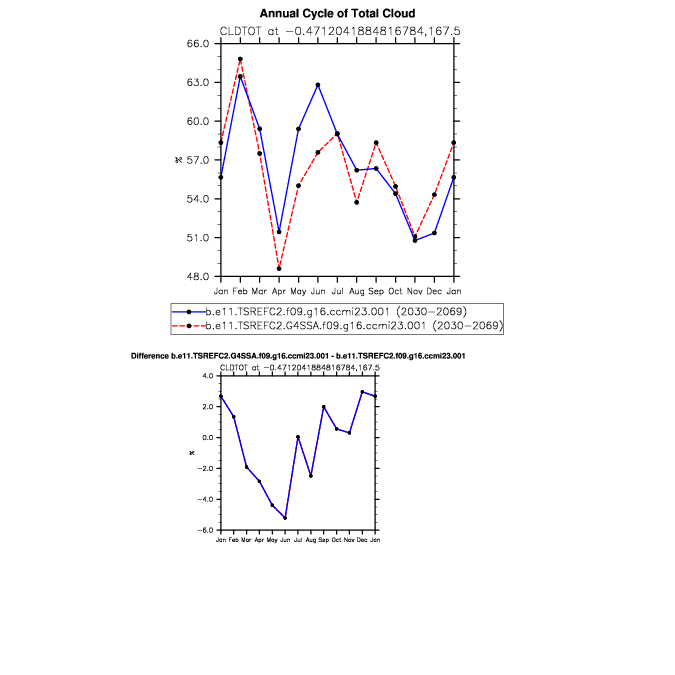 Annual Cycle of Total Cloud
CLDTOT at −0.4712041884816784,167.5
66.0
63.0
60.0
57.0
54.0
51.0
48.0
%
Jan Feb Mar Apr May Jun Jul Aug Sep Oct Nov Dec Jan
b.e11.TSREFC2.f09.g16.ccmi23.001 (2030−2069)
b.e11.TSREFC2.G4SSA.f09.g16.ccmi23.001 (2030−2069)
Difference b.e11.TSREFC2.G4SSA.f09.g16.ccmi23.001 - b.e11.TSREFC2.f09.g16.ccmi23.001
CLDTOT at −0.4712041884816784,167.5
4.0
2.0
0.0
−2.0
−4.0
−6.0
%
Jan Feb Mar Apr May Jun Jul Aug Sep Oct Nov Dec Jan